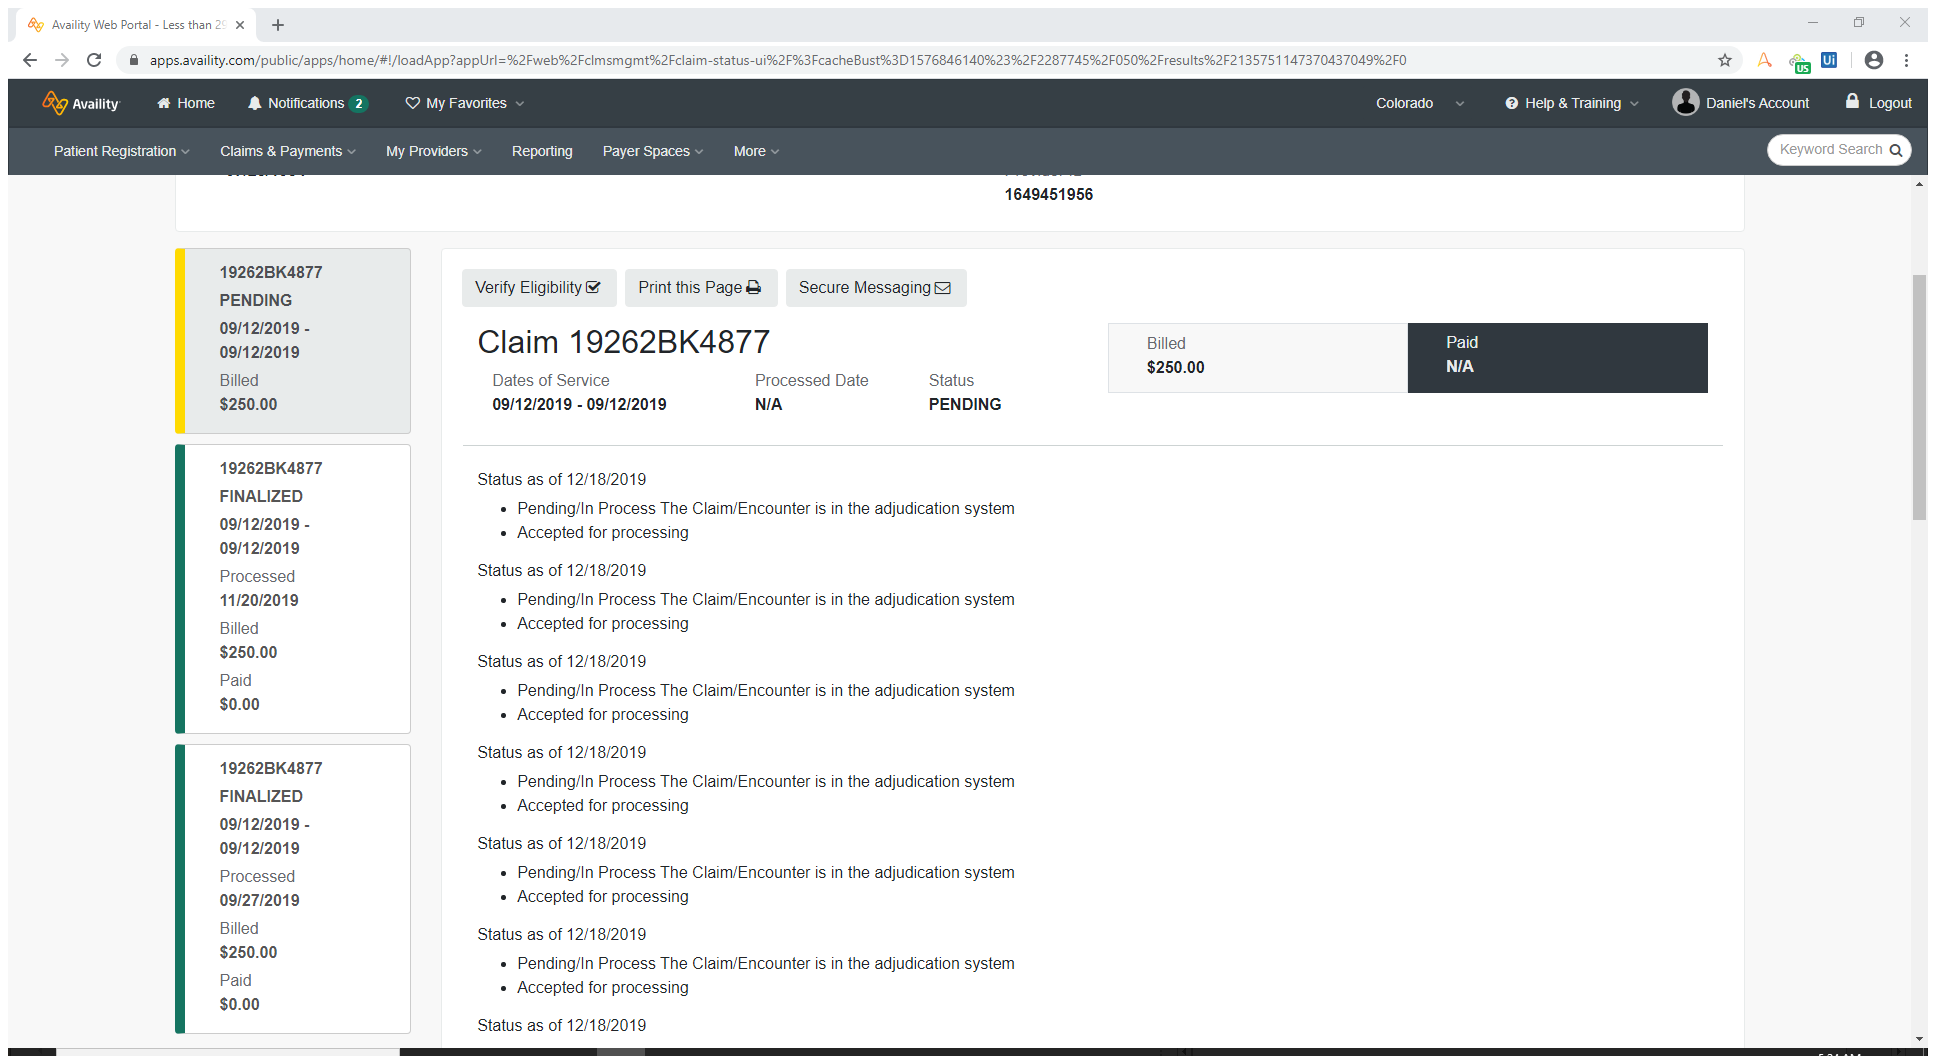 Availity Web Portal - Less than 29
apps.availity.com/public/apps/home/#!/loadApp?appUrl=%2Fweb%2Fclmsmgmt%2Fclaim-status-ui%2F%3FcacheBust%3D1576846140%23%2F2287745%2F050%2Fresults%2F2135751147370437049%2F0
US
Ui
Availity Home Notifications 2 My Favorites Colorado Help & Training Daniel's Account Logout
Patient Registration Claims & Payments My Providers Reporting Payer Spaces More Keyword Search
1649451956
19262BK4877
PENDING
09/12/2019 -
09/12/2019
Billed
$250.00
19262BK4877
FINALIZED
09/12/2019 -
09/12/2019
Processed
11/20/2019
Billed
$250.00
Paid
$0.00
19262BK4877
FINALIZED
09/12/2019 -
09/12/2019
Processed
09/27/2019
Billed
$250.00
Paid
$0.00
Verify Eligibility Print this Page Secure Messaging
Claim 19262BK4877
Dates of Service
09/12/2019 - 09/12/2019
Processed Date
N/A
Status
PENDING
Billed
$250.00
Paid
N/A
Status as of 12/18/2019
Pending/In Process The Claim/Encounter is in the adjudication system
Accepted for processing
Status as of 12/18/2019
Pending/In Process The Claim/Encounter is in the adjudication system
Accepted for processing
Status as of 12/18/2019
Pending/In Process The Claim/Encounter is in the adjudication system
Accepted for processing
Status as of 12/18/2019
Pending/In Process The Claim/Encounter is in the adjudication system
Accepted for processing
Status as of 12/18/2019
Pending/In Process The Claim/Encounter is in the adjudication system
Accepted for processing
Status as of 12/18/2019
Pending/In Process The Claim/Encounter is in the adjudication system
Accepted for processing
Status as of 12/18/2019